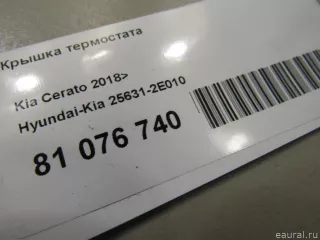 Крышка термостата
Kia Cerato 2018>
Hyundai-Kia 25631-2E010
81 076 740
eaural.ru